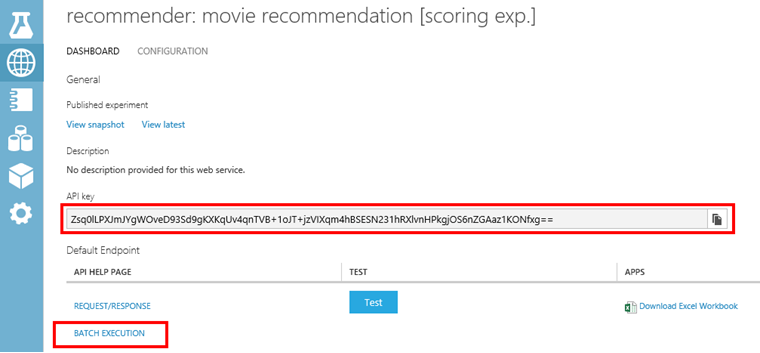 recommender: movie recommendation [scoring exp.]
DASHBOARD CONFIGURATION
General
Published experiment
View snapshot View latest
Description
No description provided for this web service.
API key
Zsq0lLPXJmJYgWOveD93Sd9gKXKqUv4qnTVB+1oJT+jzVIXqm4hBSESN231hRXlvnHPkgjOS6nZGAaz1KONfxg==
Default Endpoint
API HELP PAGE TEST APPS
REQUEST/RESPONSE Test Download Excel Workbook
BATCH EXECUTION